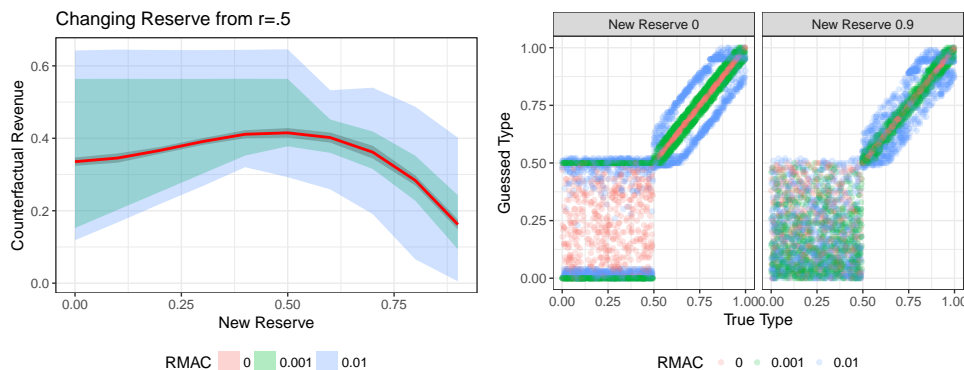 Changing Reserve from r=.5
Counterfactual Revenue
0.6
0.4
0.2
0.0
0.00 0.25 0.50 0.75
New Reserve
RMAC 0 0.001 0.01
New Reserve 0 New Reserve 0.9
Guessed Type
1.00
0.75
0.50
0.25
0.00
0.00 0.25 0.50 0.75 1.00 0.00 0.25 0.50 0.75 1.00
True Type
RMAC 0 0.001 0.01